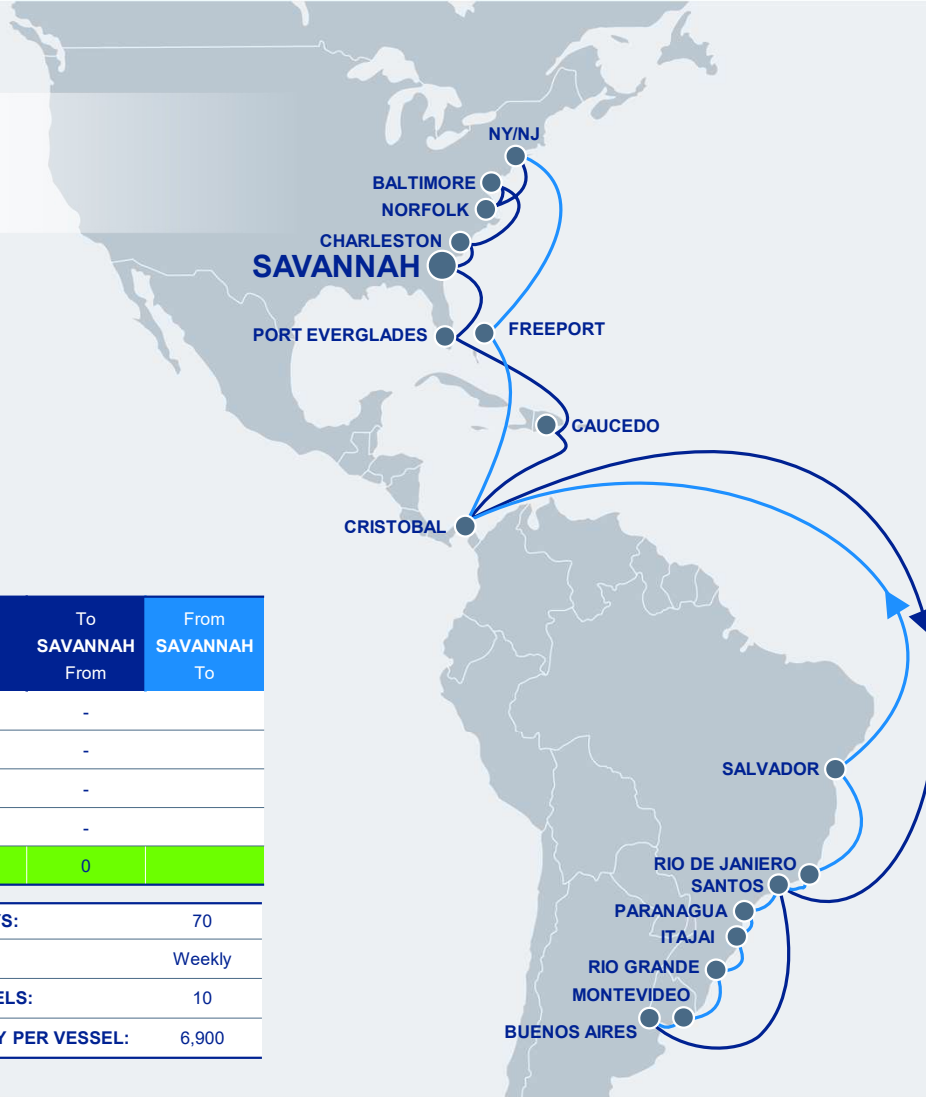 NY/NJ
BALTIMORE
NORFOLK
CHARLESTON
SAVANNAH
PORT EVERGLADES
FREEPORT
CAUCEDO
CRISTOBAL
SALVADOR
RIO DE JANIERO
SANTOS
PARANAGUA
ITAJAI
RIO GRANDE
MONTEVIDEO
BUENOS AIRES
To
SAVANNAH
From
From
SAVANNAH
To
-
-
-
-
0
70
Weekly
10
PER VESSEL: 6,900